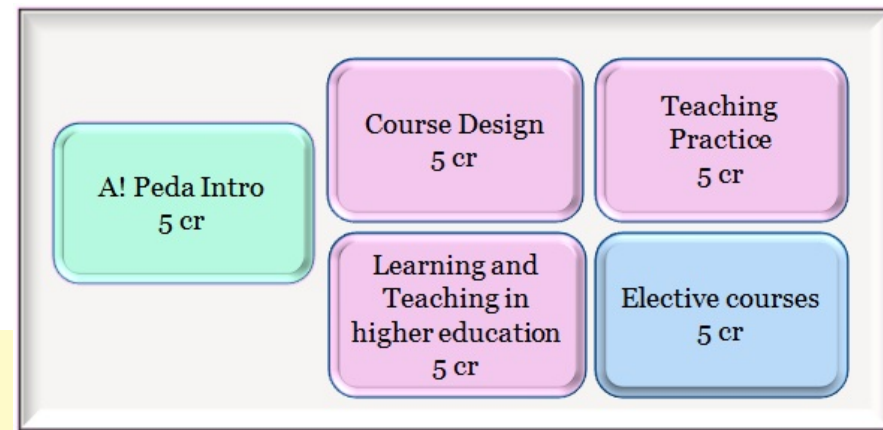 A! Peda Intro
5 cr
Course Design
5 cr
Teaching
Practice
5 cr
Learning and
Teaching in
higher education
5 cr
Elective courses
5 cr